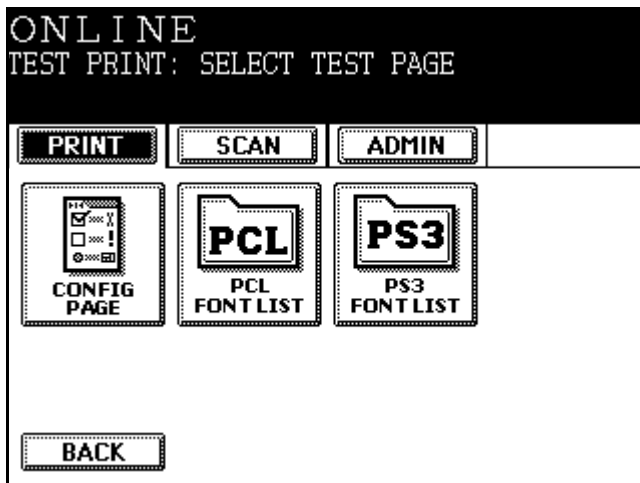 ONLINE
TEST PRINT: SELECT TEST PAGE
PRINT SCAN ADMIN
PCL PS3
CONFIG PAGE
PCL FONT LIST
PS3 FONT LIST
BACK